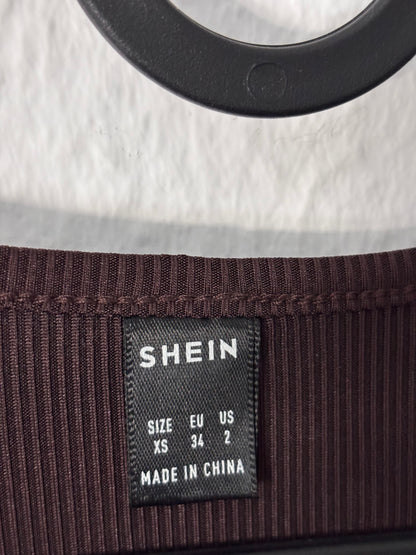 SHEIN
SIZE EU US
XS 34 2
MADE IN CHINA